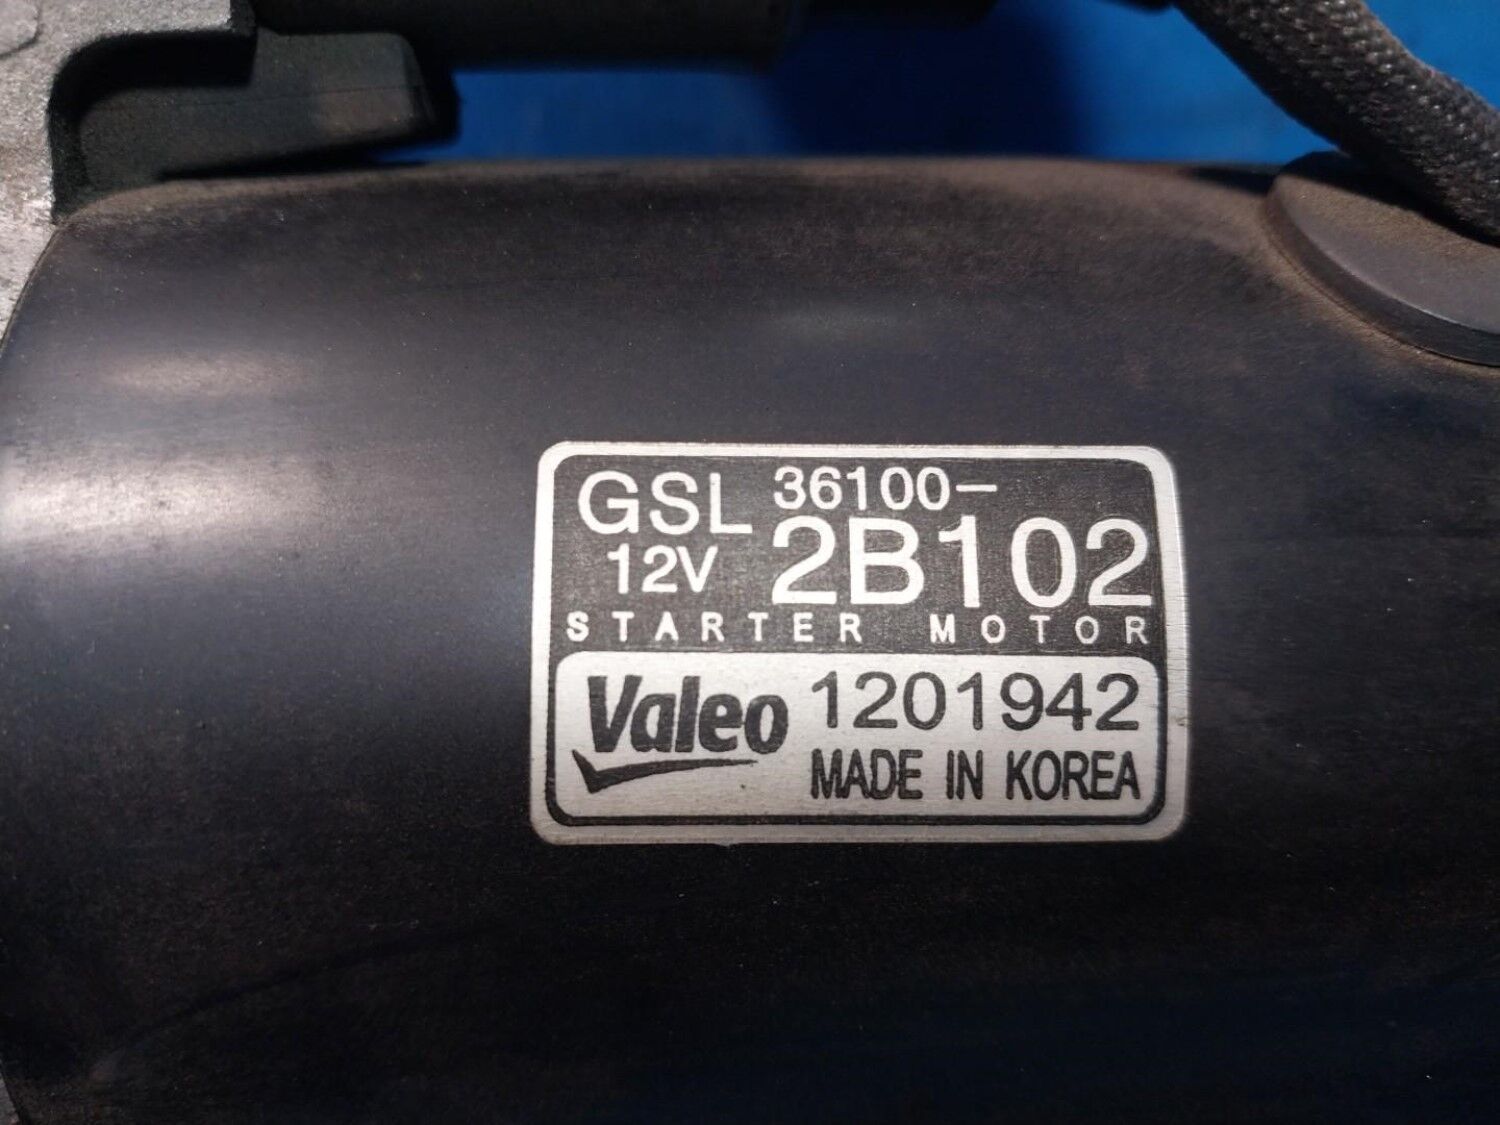 GSL 36100-
12V 2B102
STARTER MOTOR
Valeo 1201942
MADE IN KOREA